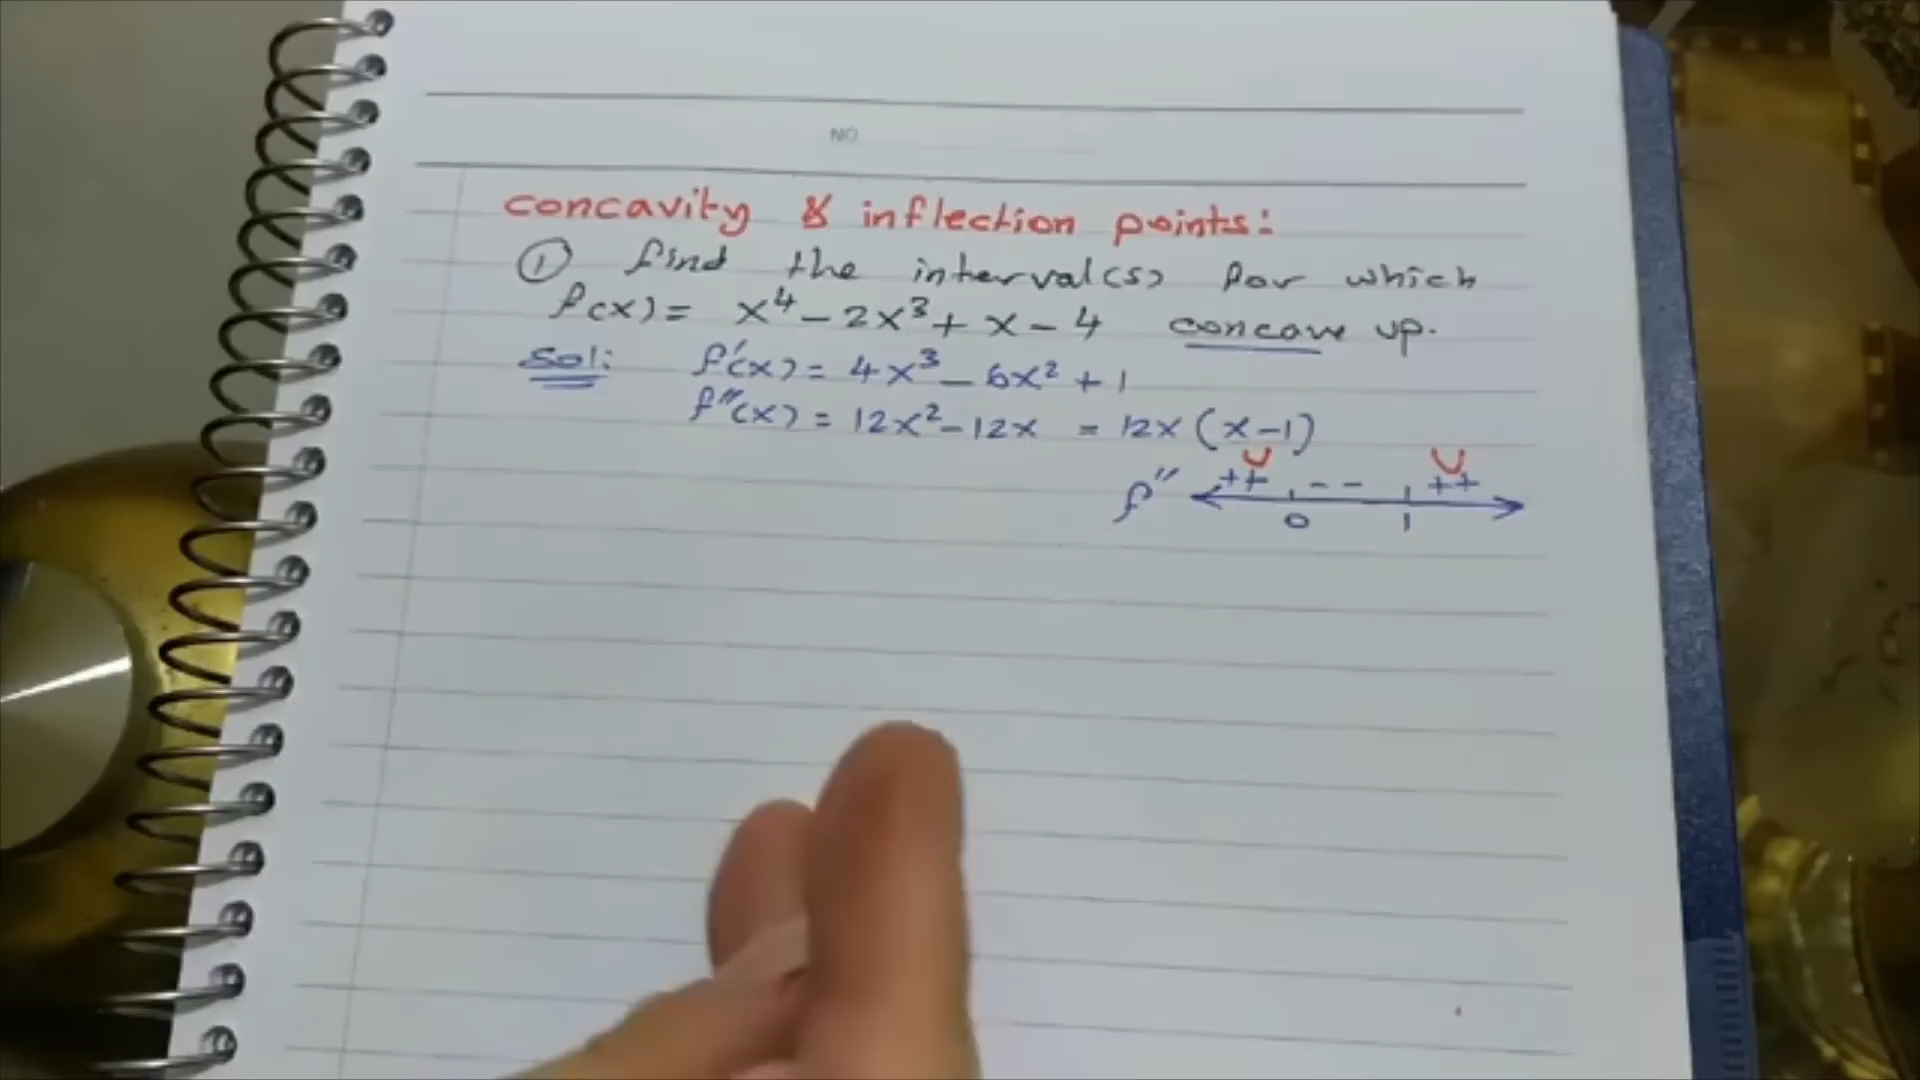 NO
concavity & inflection points:
① find the interval(s) for which
f(x) = x⁴ - 2x³ + x - 4 concave up.
Sol: f'(x) = 4x³ - 6x² + 1
f''(x) = 12x² - 12x = 12x (x-1)
f'' ++ - - ++
0 1